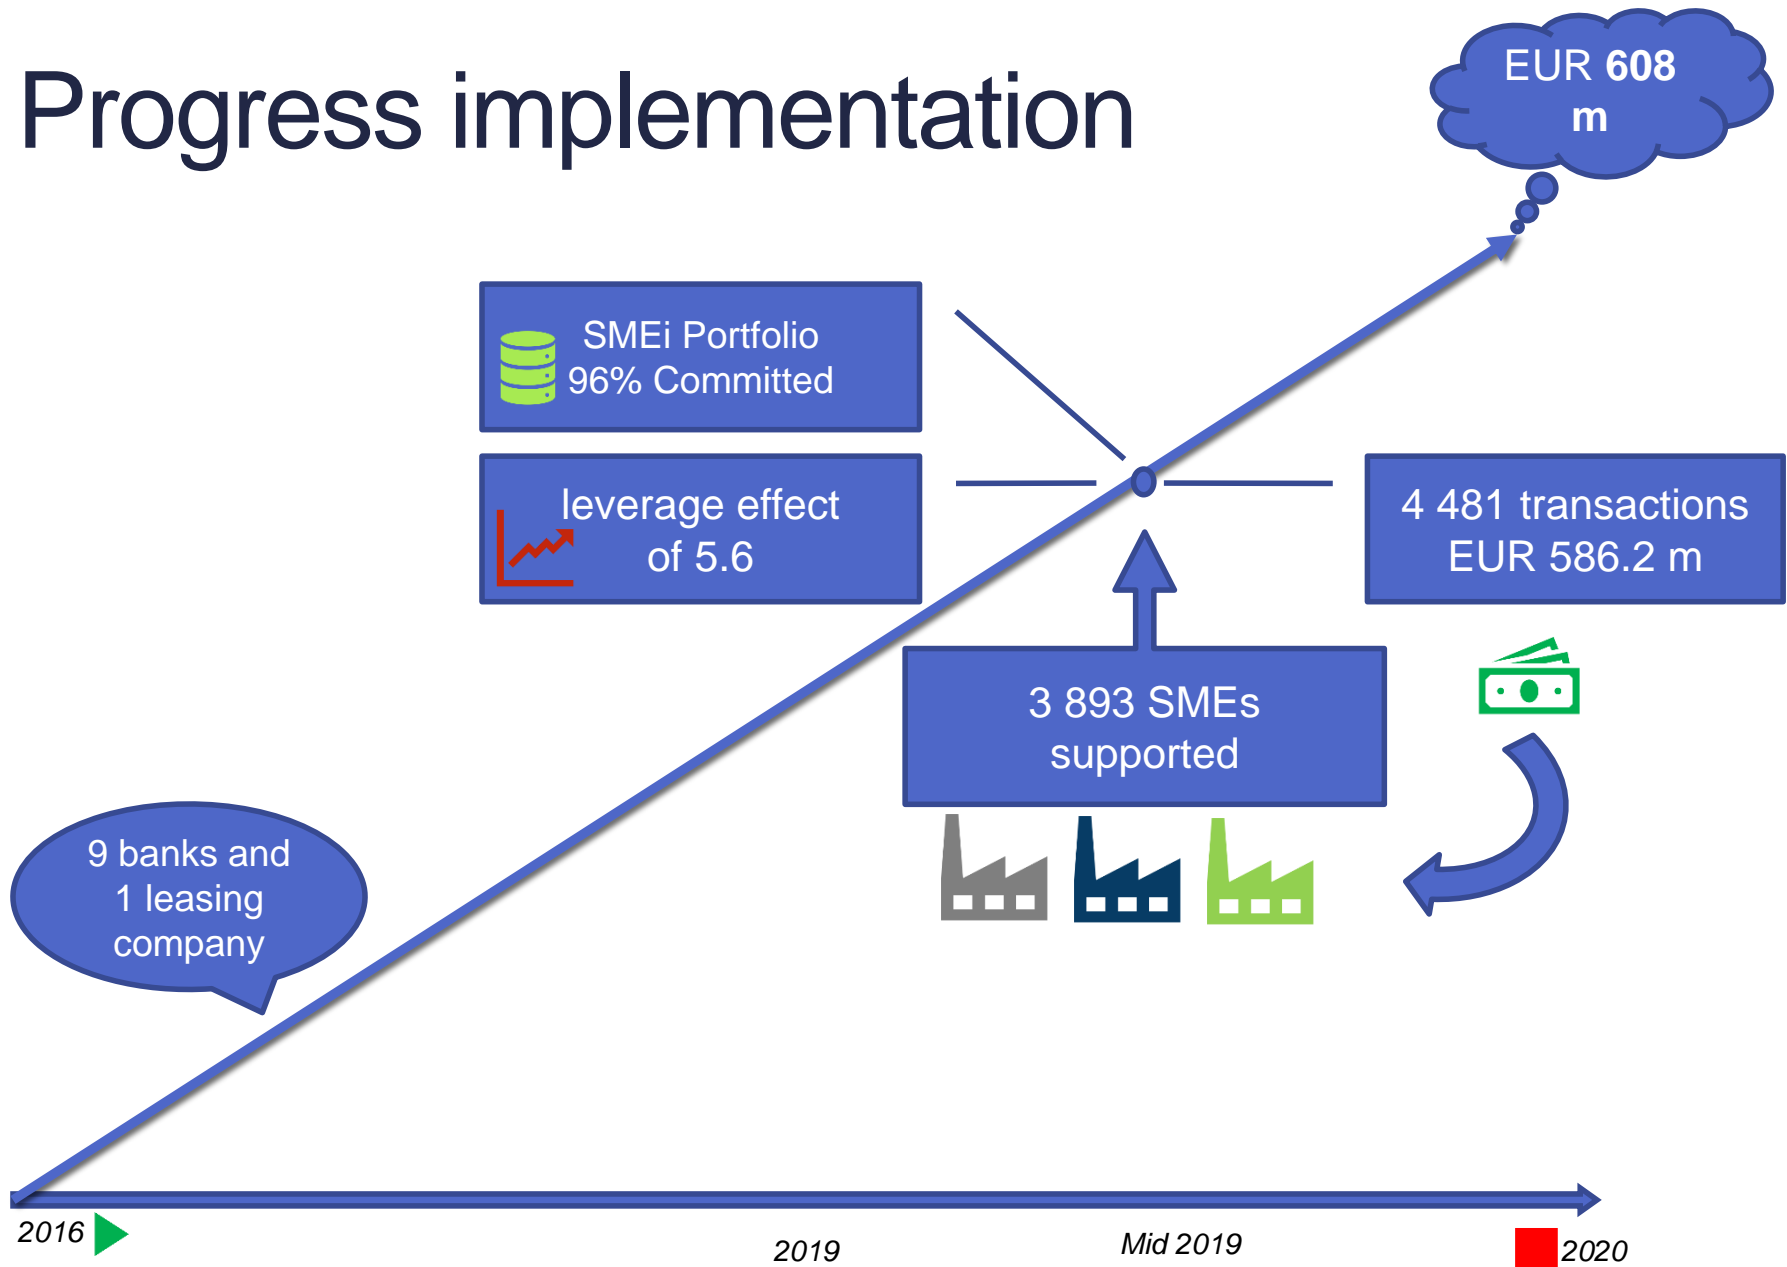 Progress implementation
EUR 608
m
SMEi Portfolio
96% Committed
leverage effect
of 5.6
4 481 transactions
EUR 586.2 m
3 893 SMEs
supported
9 banks and
1 leasing
company
2016
2019
Mid 2019
2020